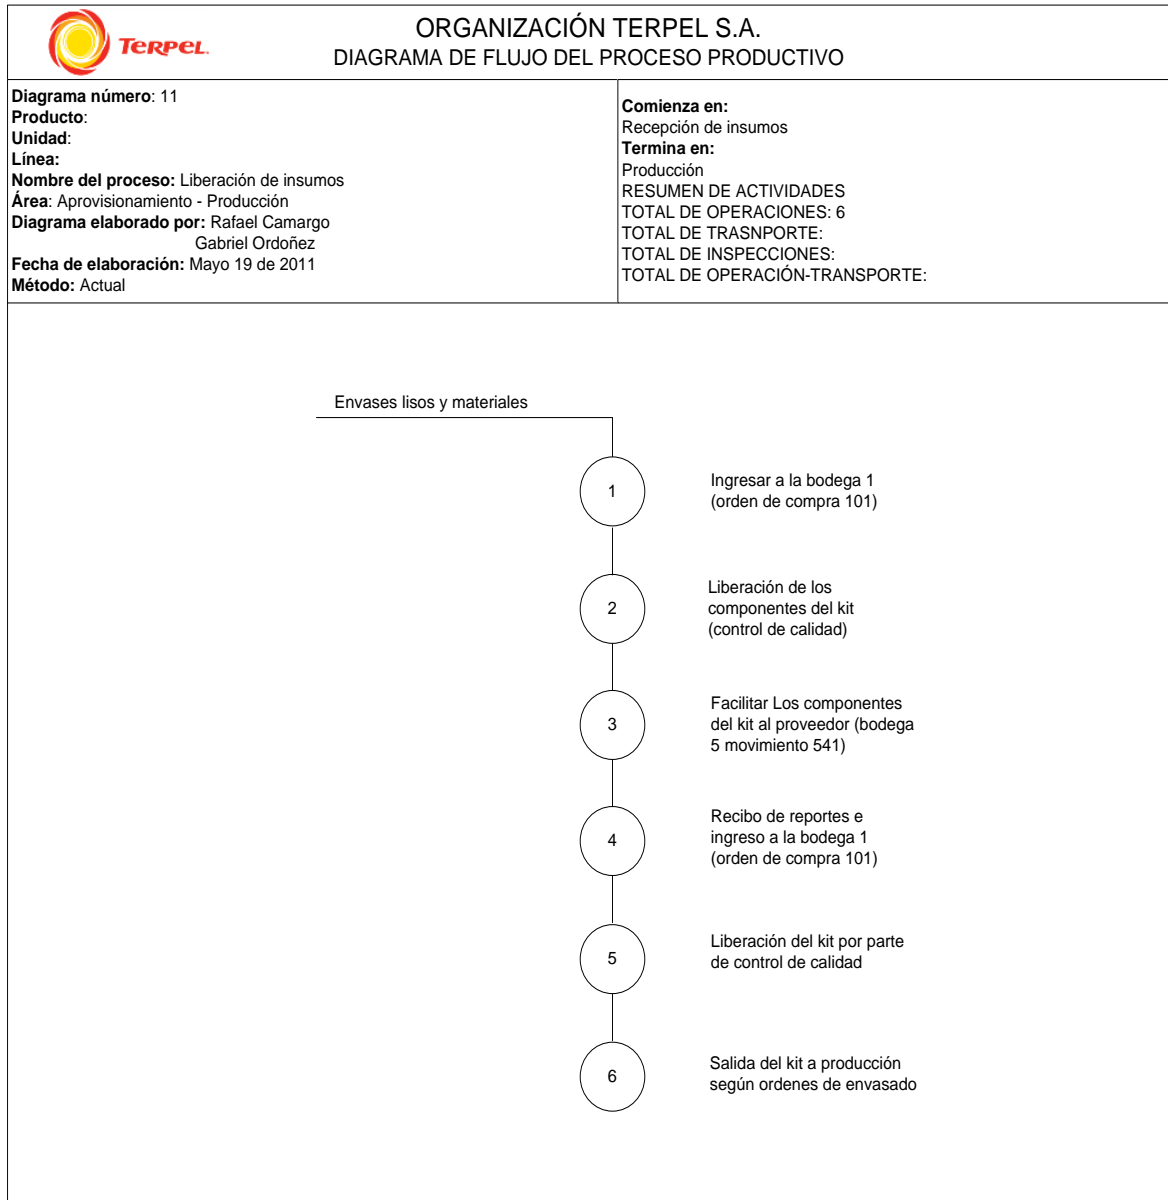 TERPEL.
ORGANIZACIÓN TERPEL S.A.
DIAGRAMA DE FLUJO DEL PROCESO PRODUCTIVO
Diagrama número: 11
Producto:
Unidad:
Línea:
Nombre del proceso: Liberación de insumos
Área: Aprovisionamiento - Producción
Diagrama elaborado por: Rafael Camargo
Gabriel Ordoñez
Fecha de elaboración: Mayo 19 de 2011
Método: Actual
Comienza en:
Recepción de insumos
Termina en:
Producción
RESUMEN DE ACTIVIDADES
TOTAL DE OPERACIONES: 6
TOTAL DE TRASNPORTE:
TOTAL DE INSPECCIONES:
TOTAL DE OPERACIÓN-TRANSPORTE:
Envases lisos y materiales
1
Ingresar a la bodega 1
(orden de compra 101)
2
Liberación de los
componentes del kit
(control de calidad)
3
Facilitar Los componentes
del kit al proveedor (bodega
5 movimiento 541)
4
Recibo de reportes e
ingreso a la bodega 1
(orden de compra 101)
5
Liberación del kit por parte
de control de calidad
6
Salida del kit a producción
según ordenes de envasado